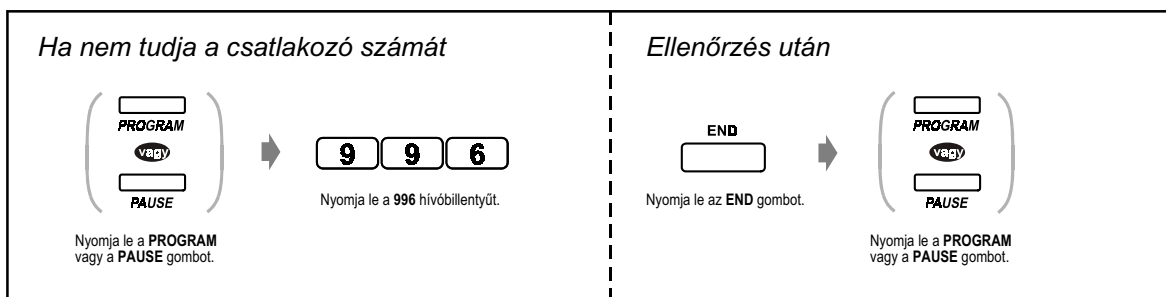 Ha nem tudja a csatlakozó számát
PROGRAM
vagy
PAUSE
Nyomja le a PROGRAM
vagy a PAUSE gombot.
9 9 6
Nyomja le a 996 hívóbillentyűt.
Ellenőrzés után
END
Nyomja le az END gombot.
PROGRAM
vagy
PAUSE
Nyomja le a PROGRAM
vagy a PAUSE gombot.